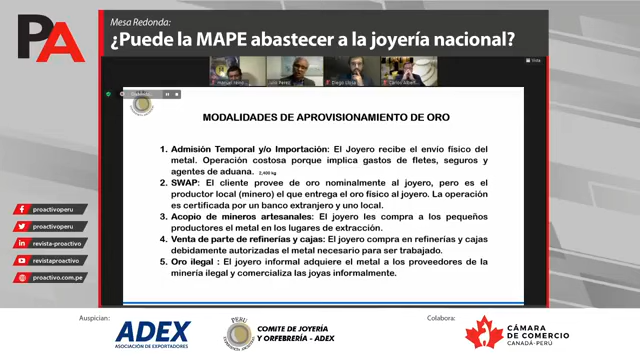 PA
Mesa Redonda:
¿Puede la MAPE abastecer a la joyería nacional?
Vista
Julio Perez
MODALIDADES DE APROVISIONAMIENTO DE ORO
1. Admisión Temporal y/o Importación: El Joyero recibe el envío físico del
metal. Operación costosa porque implica gastos de fletes, seguros y
agentes de aduana. 2,400 kg
2. SWAP: El cliente provee de oro nominalmente al joyero, pero es el
productor local (minero) el que entrega el oro físico al joyero. La operación
es certificada por un banco extranjero y uno local.
3. Acopio de mineros artesanales: El joyero les compra a los pequeños
productores el metal en los lugares de extracción.
4. Venta de parte de refinerías y cajas: El joyero compra en refinerías y cajas
debidamente autorizadas el metal necesario para ser trabajado.
5. Oro ilegal : El joyero informal adquiere el metal a los proveedores de la
minería ilegal y comercializa las joyas informalmente.
proactivoperu
proactivoperu
revista-proactivo
revistaproactivo
proactivo.com.pe
Auspician:
ADEX
ASOCIACIÓN DE EXPORTADORES
PERU
COMITE DE JOYERÍA
Y ORFEBRERÍA - ADEX
Colabora:
CÁMARA
DE COMERCIO
CANADÁ-PERÚ